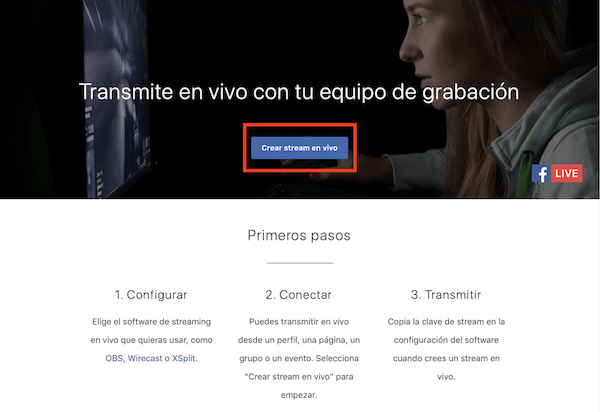 Transmite en vivo con tu equipo de grabación
Crear stream en vivo
f LIVE
Primeros pasos
1. Configurar
Elige el software de streaming
en vivo que quieras usar, como
OBS, Wirecast o XSplit.
2. Conectar
Puedes transmitir en vivo
desde un perfil, una página, un
grupo o un evento. Selecciona
"Crear stream en vivo" para
empezar.
3. Transmitir
Copia la clave de stream en la
configuración del software
cuando crees un stream en
vivo.